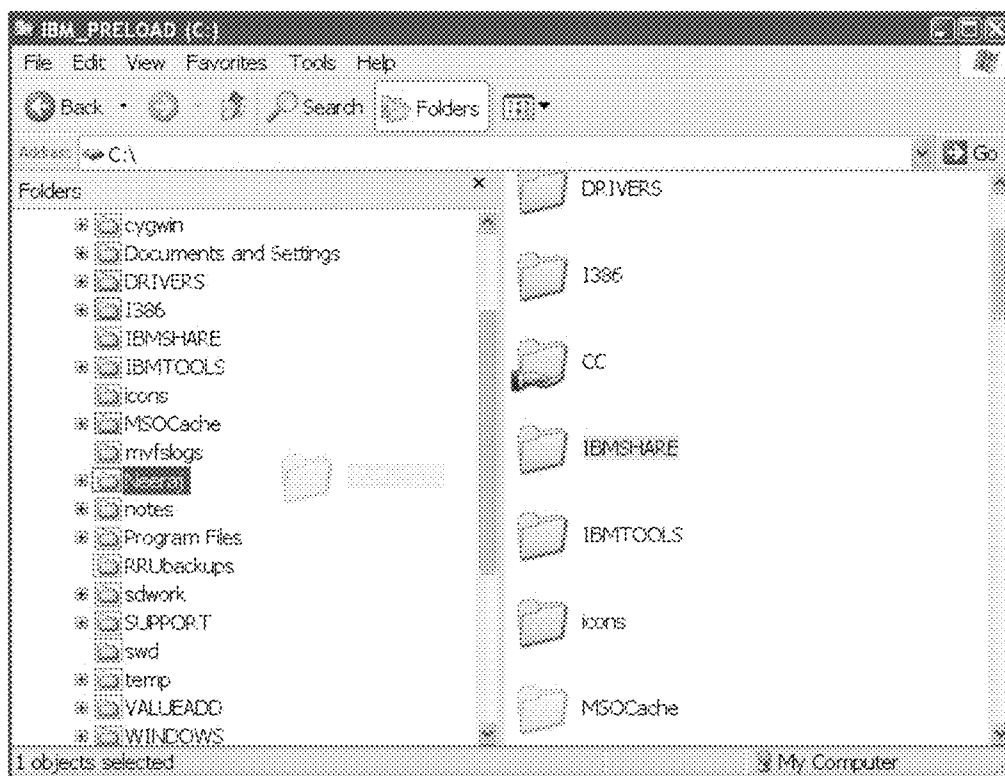 IBM_PRELOAD (C:)
File Edit View Favorites Tools Help
Back Search Folders
Address C:\ Go
Folders
cygwin
Documents and Settings
DRIVERS
I386
IBMSHARE
IBMTOOLS
icons
MSOCache
mvfslogs
notes
Program Files
RRUbackups
sdwork
SUPPORT
swd
temp
VALUEADD
WINDOWS
DRIVERS
I386
CC
IBMSHARE
IBMTOOLS
icons
MSOCache
1 objects selected
My Computer